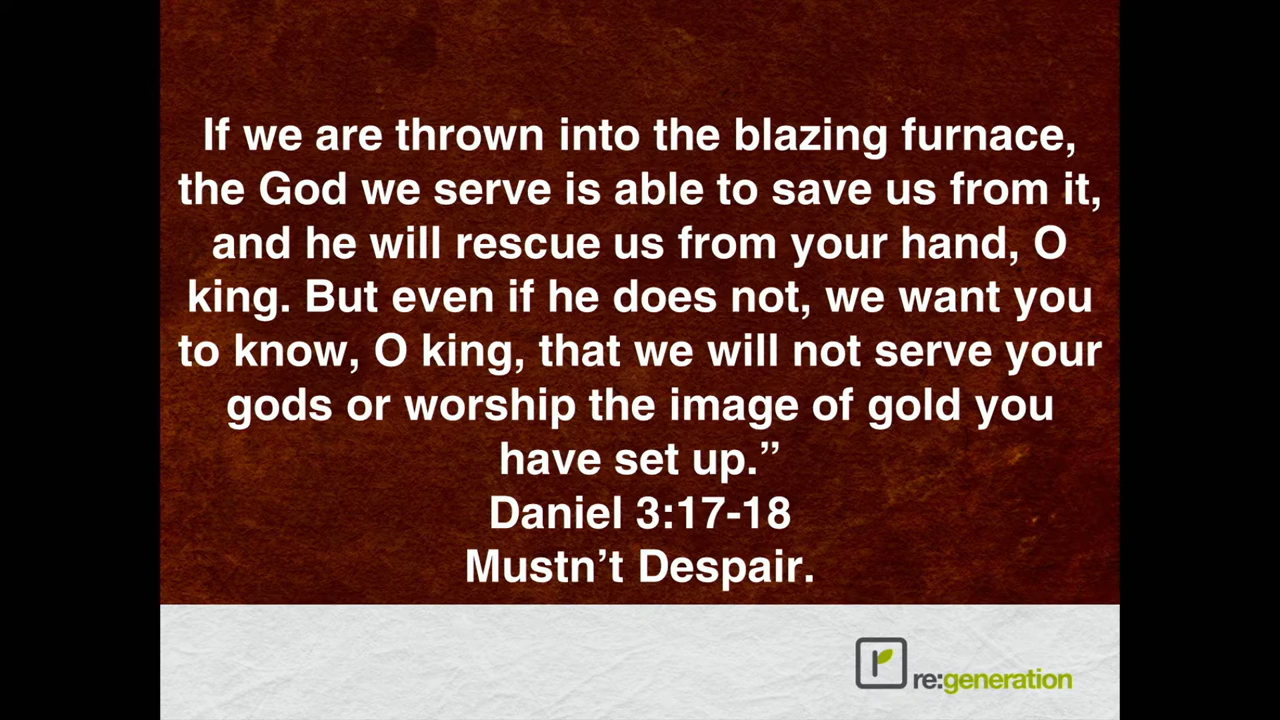 If we are thrown into the blazing furnace,
the God we serve is able to save us from it,
and he will rescue us from your hand, O
king. But even if he does not, we want you
to know, O king, that we will not serve your
gods or worship the image of gold you
have set up.”
Daniel 3:17-18
Mustn’t Despair.
r re:generation